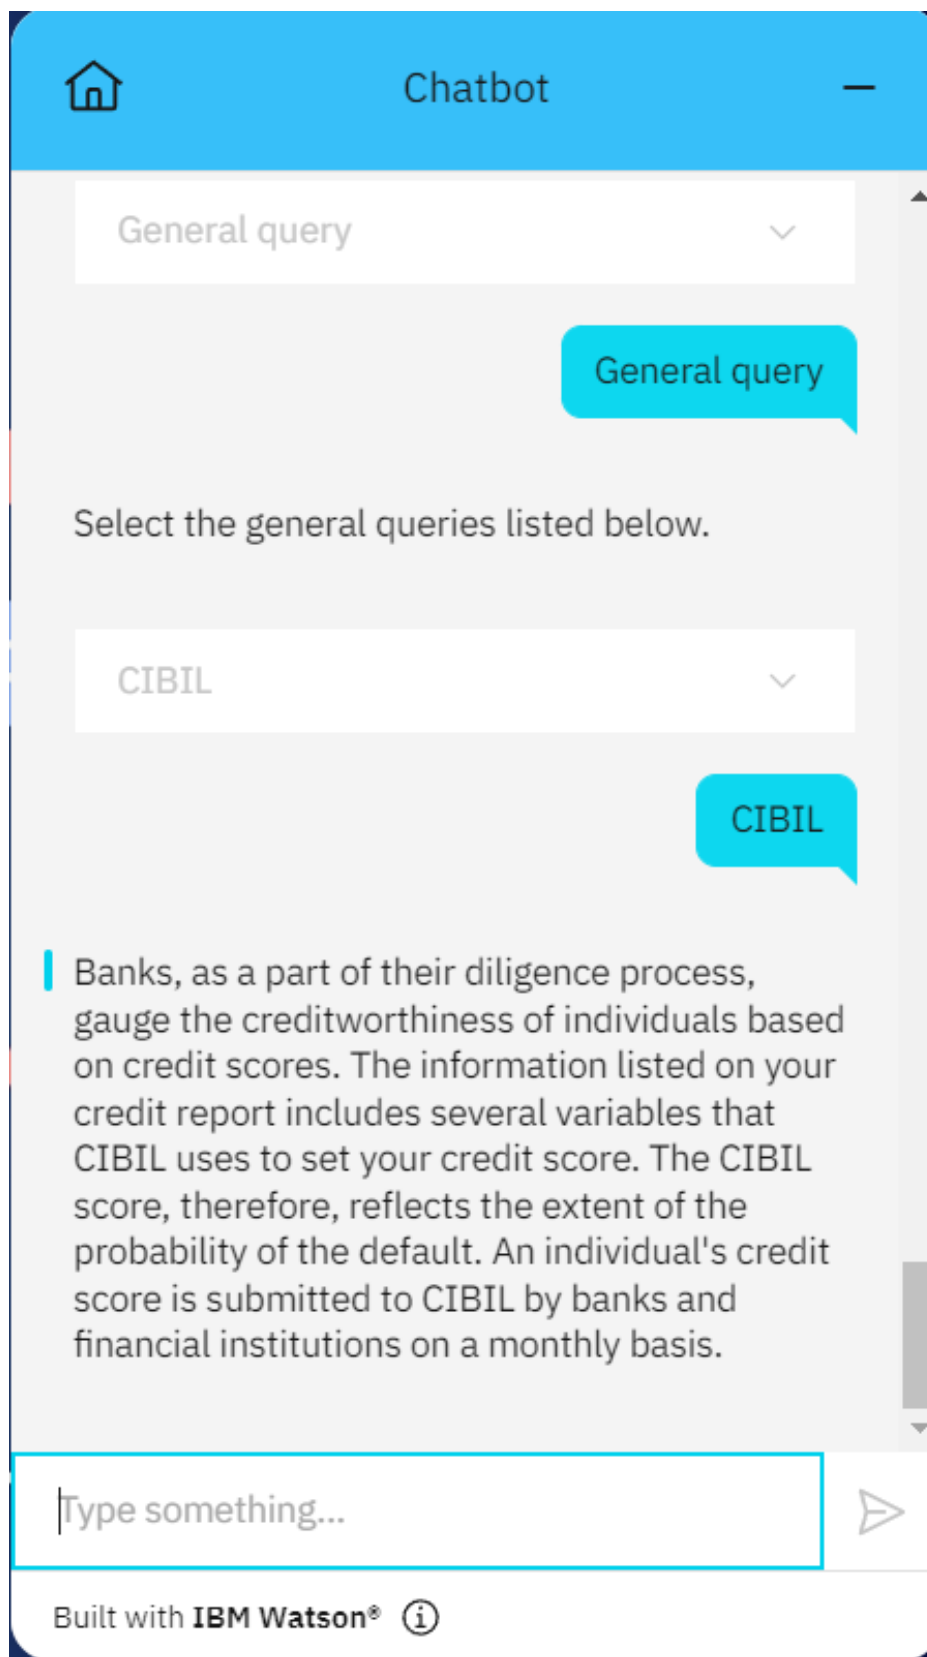 Chatbot
General query
General query
Select the general queries listed below.
CIBIL
CIBIL
Banks, as a part of their diligence process,
gauge the creditworthiness of individuals based
on credit scores. The information listed on your
credit report includes several variables that
CIBIL uses to set your credit score. The CIBIL
score, therefore, reflects the extent of the
probability of the default. An individual's credit
score is submitted to CIBIL by banks and
financial institutions on a monthly basis.
Type something...
Built with IBM Watson®